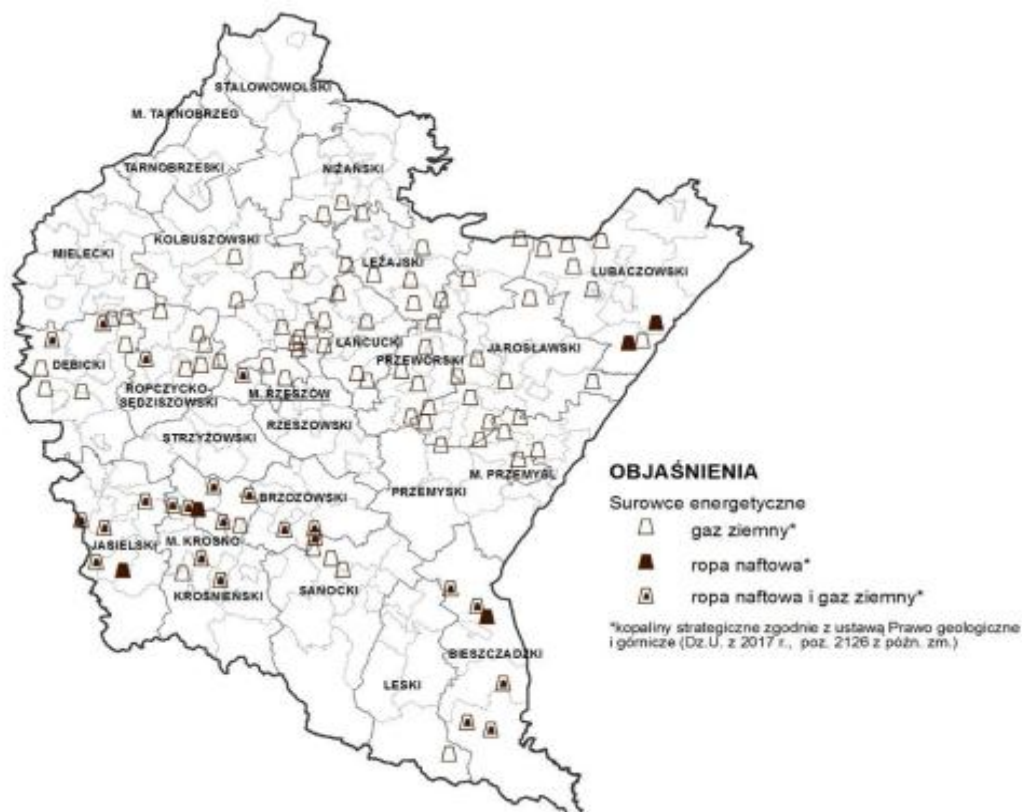 STALOWOWOLSKI
M. TARNOBRZEG
TARNOBRZESKI
NIŻAŃSKI
KOLBUSZOWSKI
MIELECKI
LEŻAJSKI
LUBACZOWSKI
ŁAŃCUCKI
JAROSŁAWSKI
PRZEWORSKI
DĘBICKI
ROPCZYCKO-
SĘDZISZOWSKI
M. RZESZÓW
RZESZOWSKI
STRZYŻOWSKI
M. PRZEMYŚL
PRZEMYSKI
BRZOZOWSKI
JASIELSKI
M. KROSNO
KROŚNIEŃSKI
SANOCKI
BIESZCZADZKI
LESKI
OBJAŚNIENIA
Surowce energetyczne
gaz ziemny*
ropa naftowa*
ropa naftowa i gaz ziemny*
*kopaliny strategiczne zgodnie z ustawą Prawo geologiczne
i górnicze (Dz.U. z 2017 r., poz. 2126 z późn. zm.)